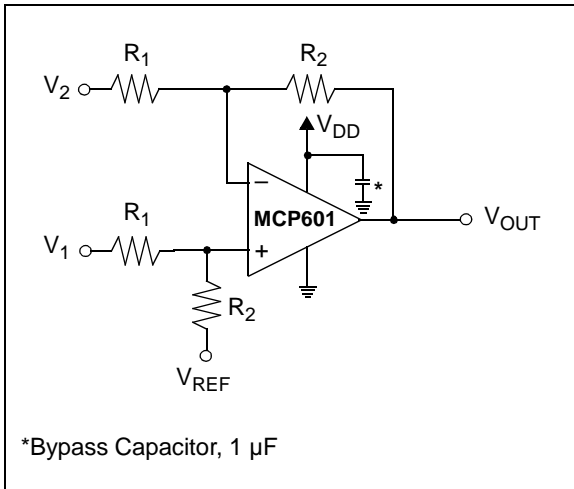 R1
R2
V2
VDD
*
−
MCP601
R1
VOUT
V1
+
R2
VREF
*Bypass Capacitor, 1 µF